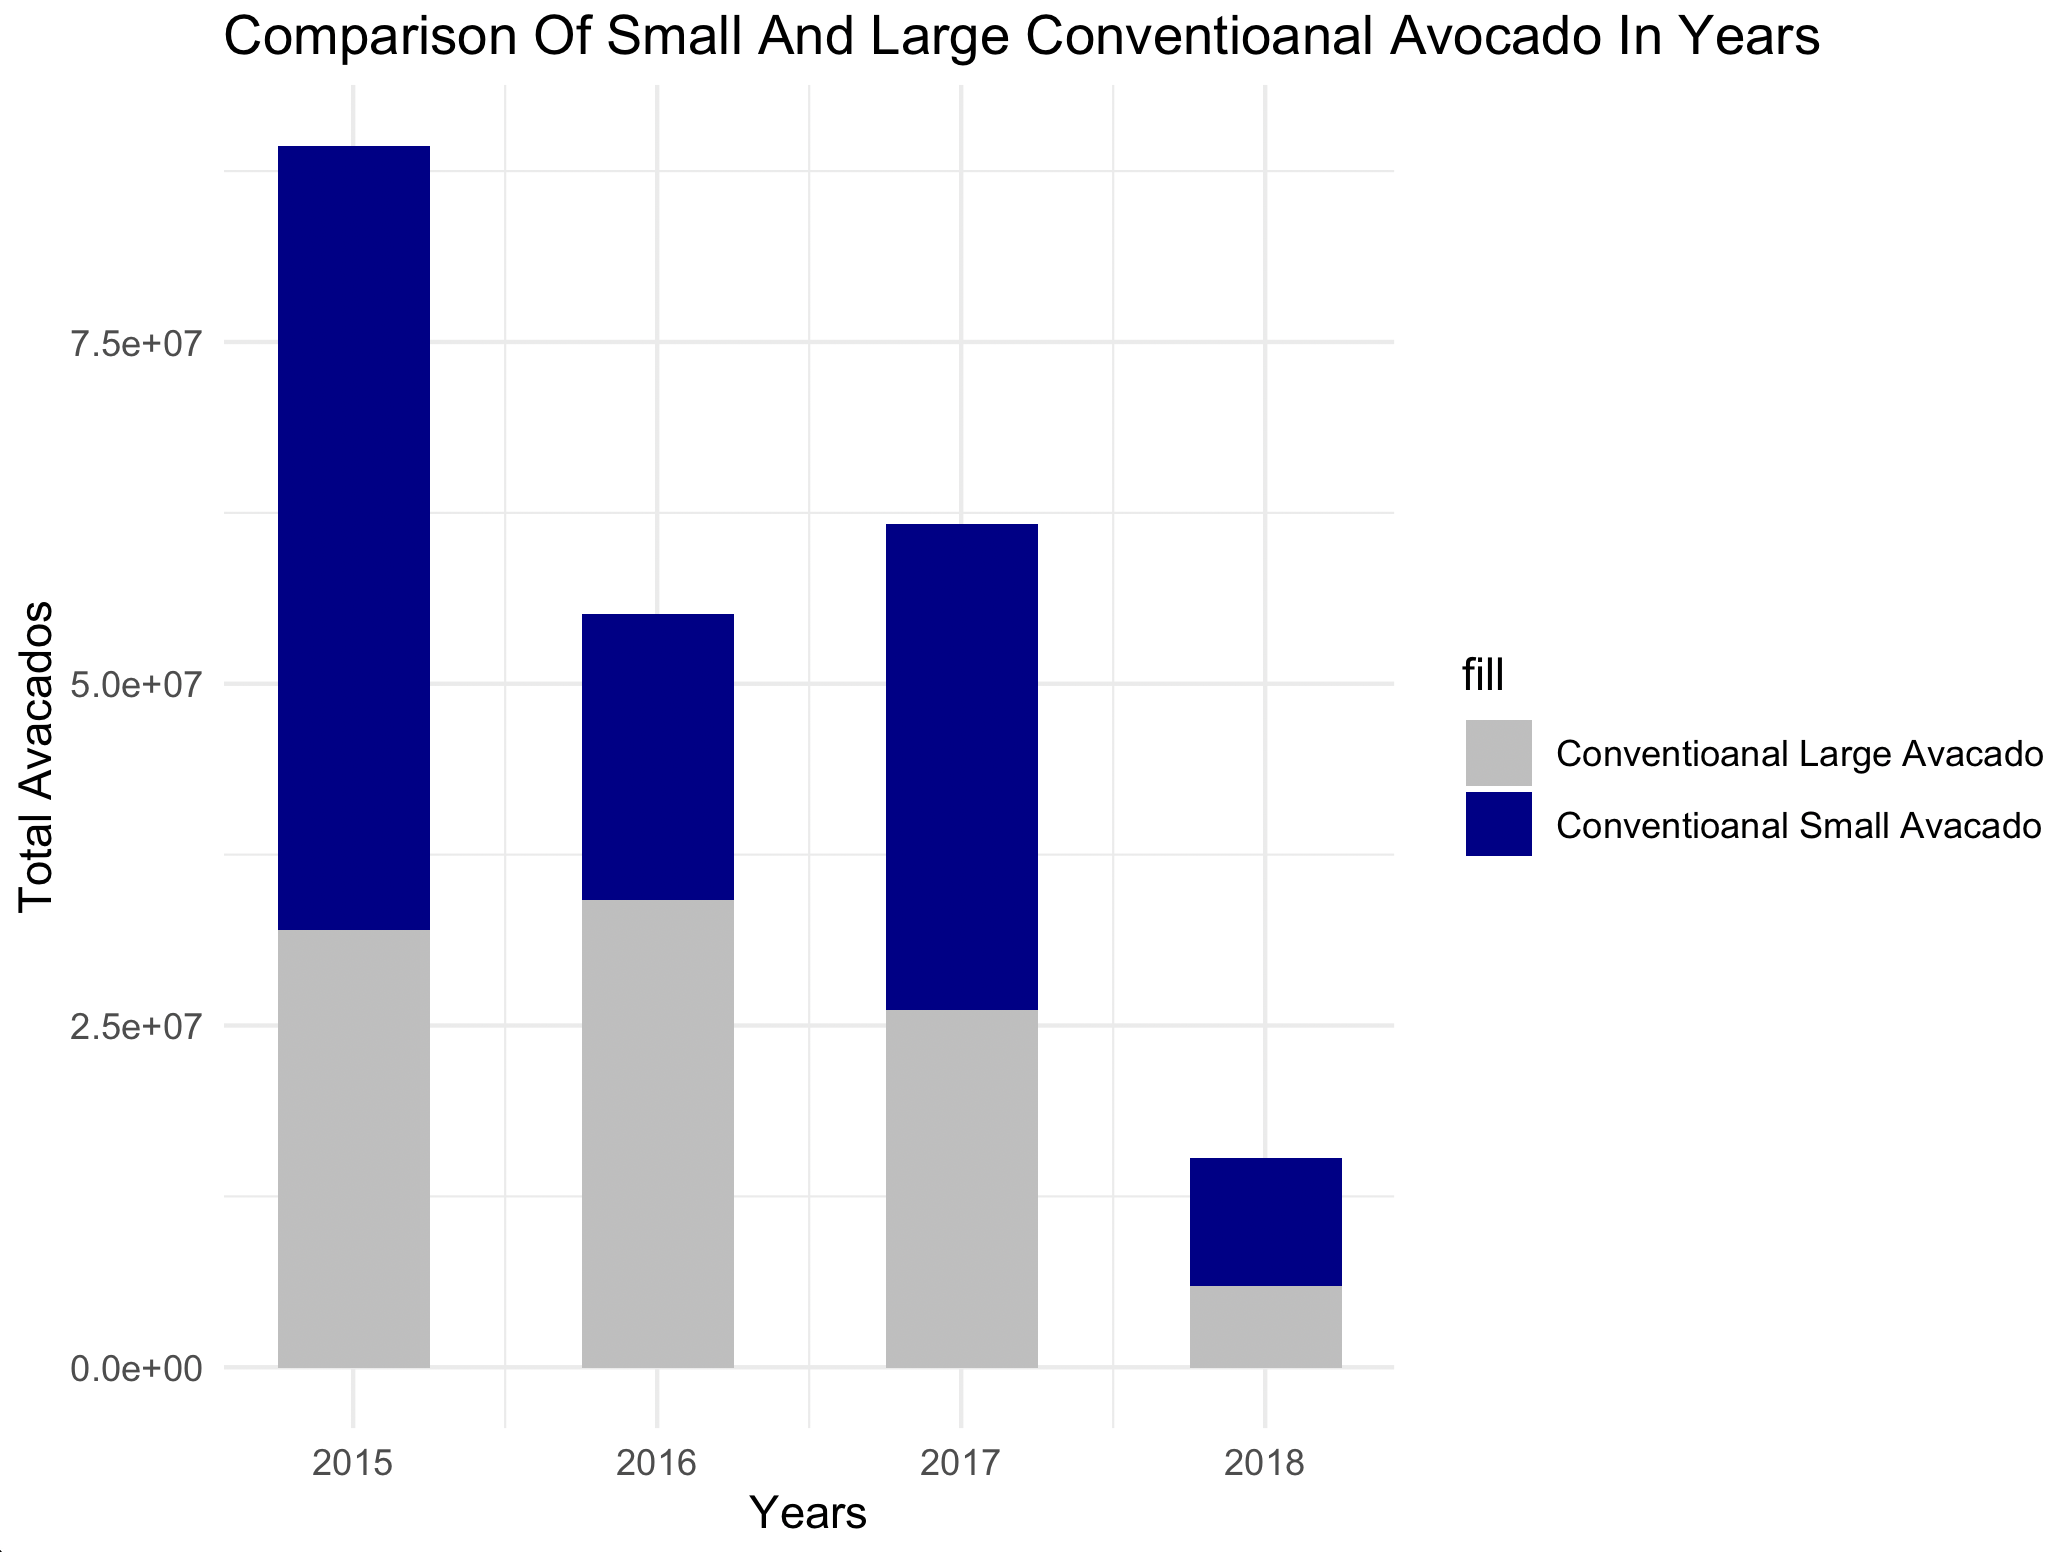 Comparison Of Small And Large Conventioanal Avocado In Years
Total Avacados
7.5e+07
5.0e+07
2.5e+07
0.0e+00
2015
2016
2017
2018
Years
fill
Conventioanal Large Avacado
Conventioanal Small Avacado